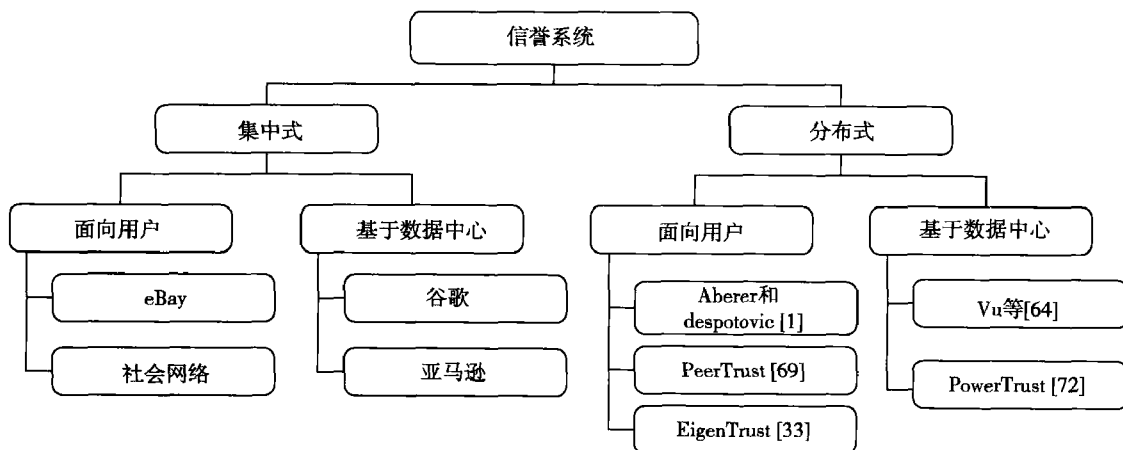 信誉系统
集中式
分布式
面向用户
基于数据中心
面向用户
基于数据中心
eBay
谷歌
Aberer和
despotovic [1]
Vu等[64]
社会网络
亚马逊
PeerTrust [69]
PowerTrust [72]
EigenTrust [33]